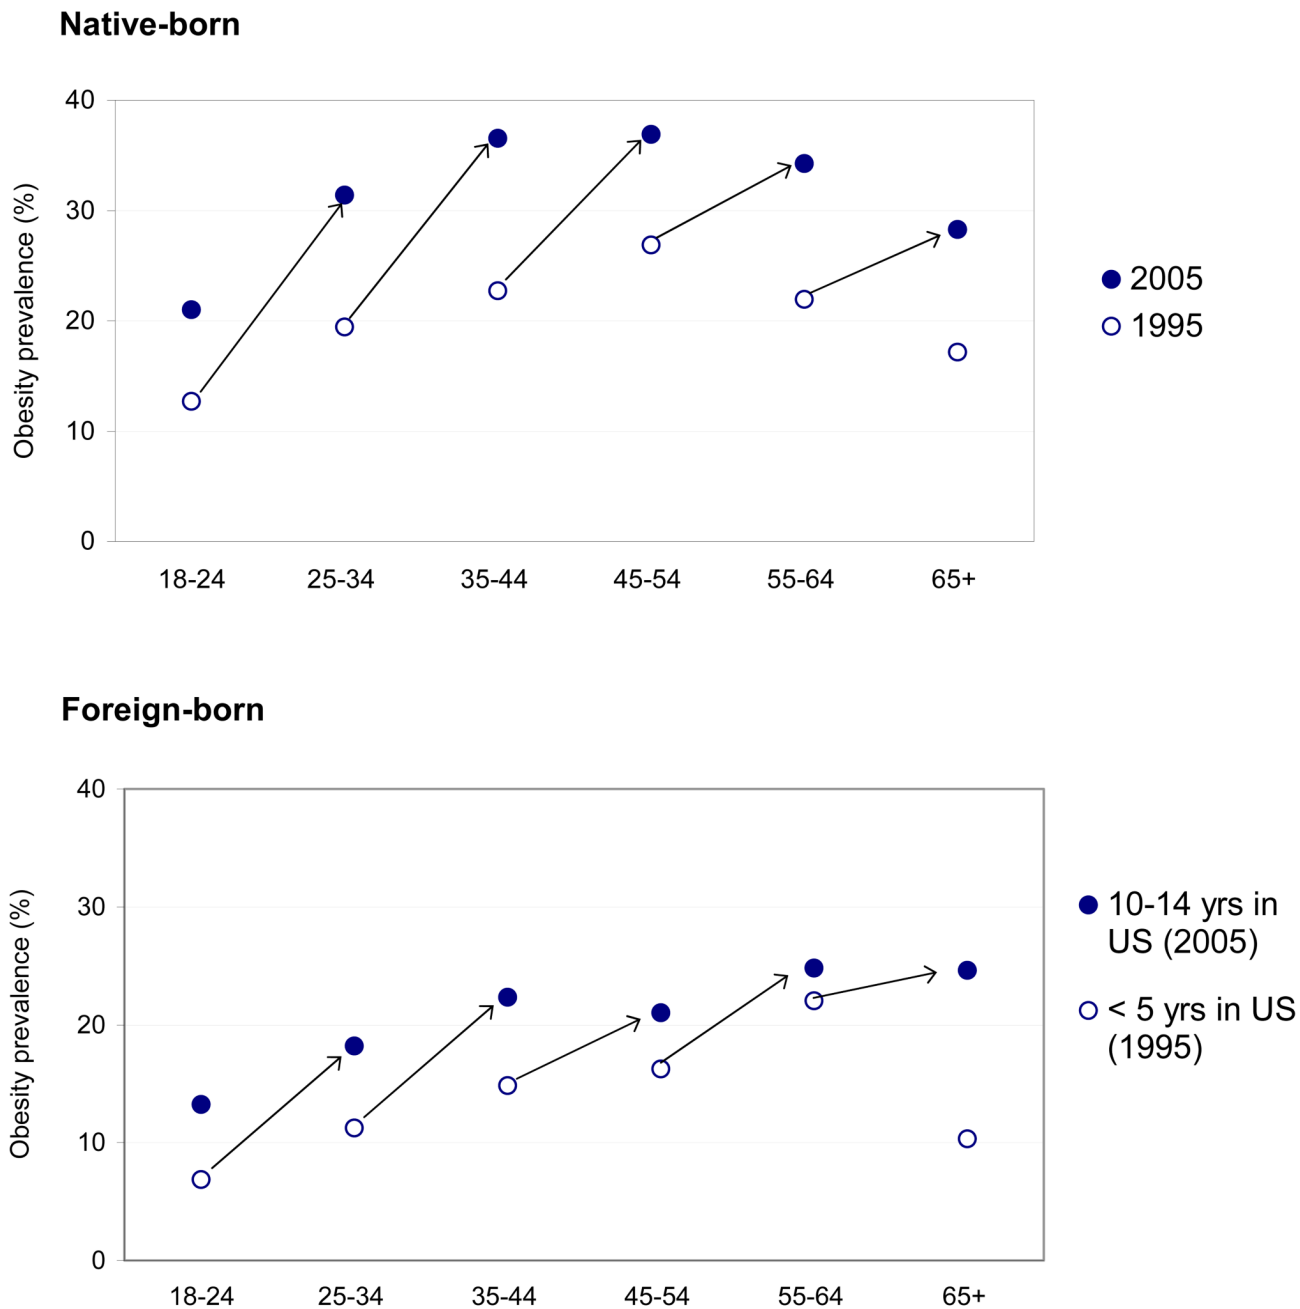 Native-born
40
30
20
10
0
Obesity prevalence (%)
18-24 25-34 35-44 45-54 55-64 65+
2005
1995
Foreign-born
40
30
20
10
0
Obesity prevalence (%)
18-24 25-34 35-44 45-54 55-64 65+
10-14 yrs in
US (2005)
< 5 yrs in US
(1995)